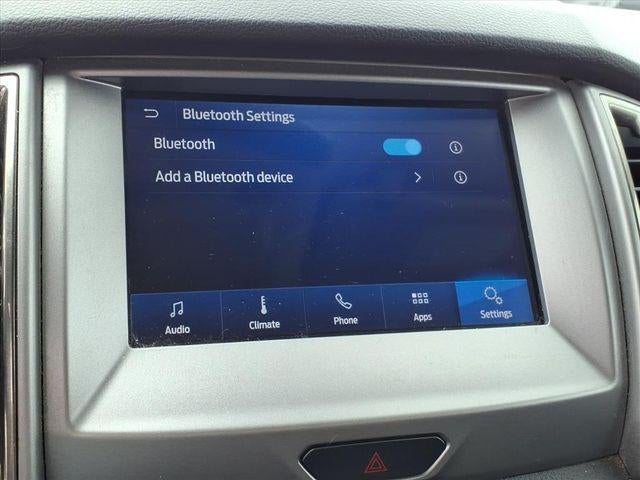 Bluetooth Settings
Bluetooth
Add a Bluetooth device
Audio
Climate
Phone
Apps
Settings